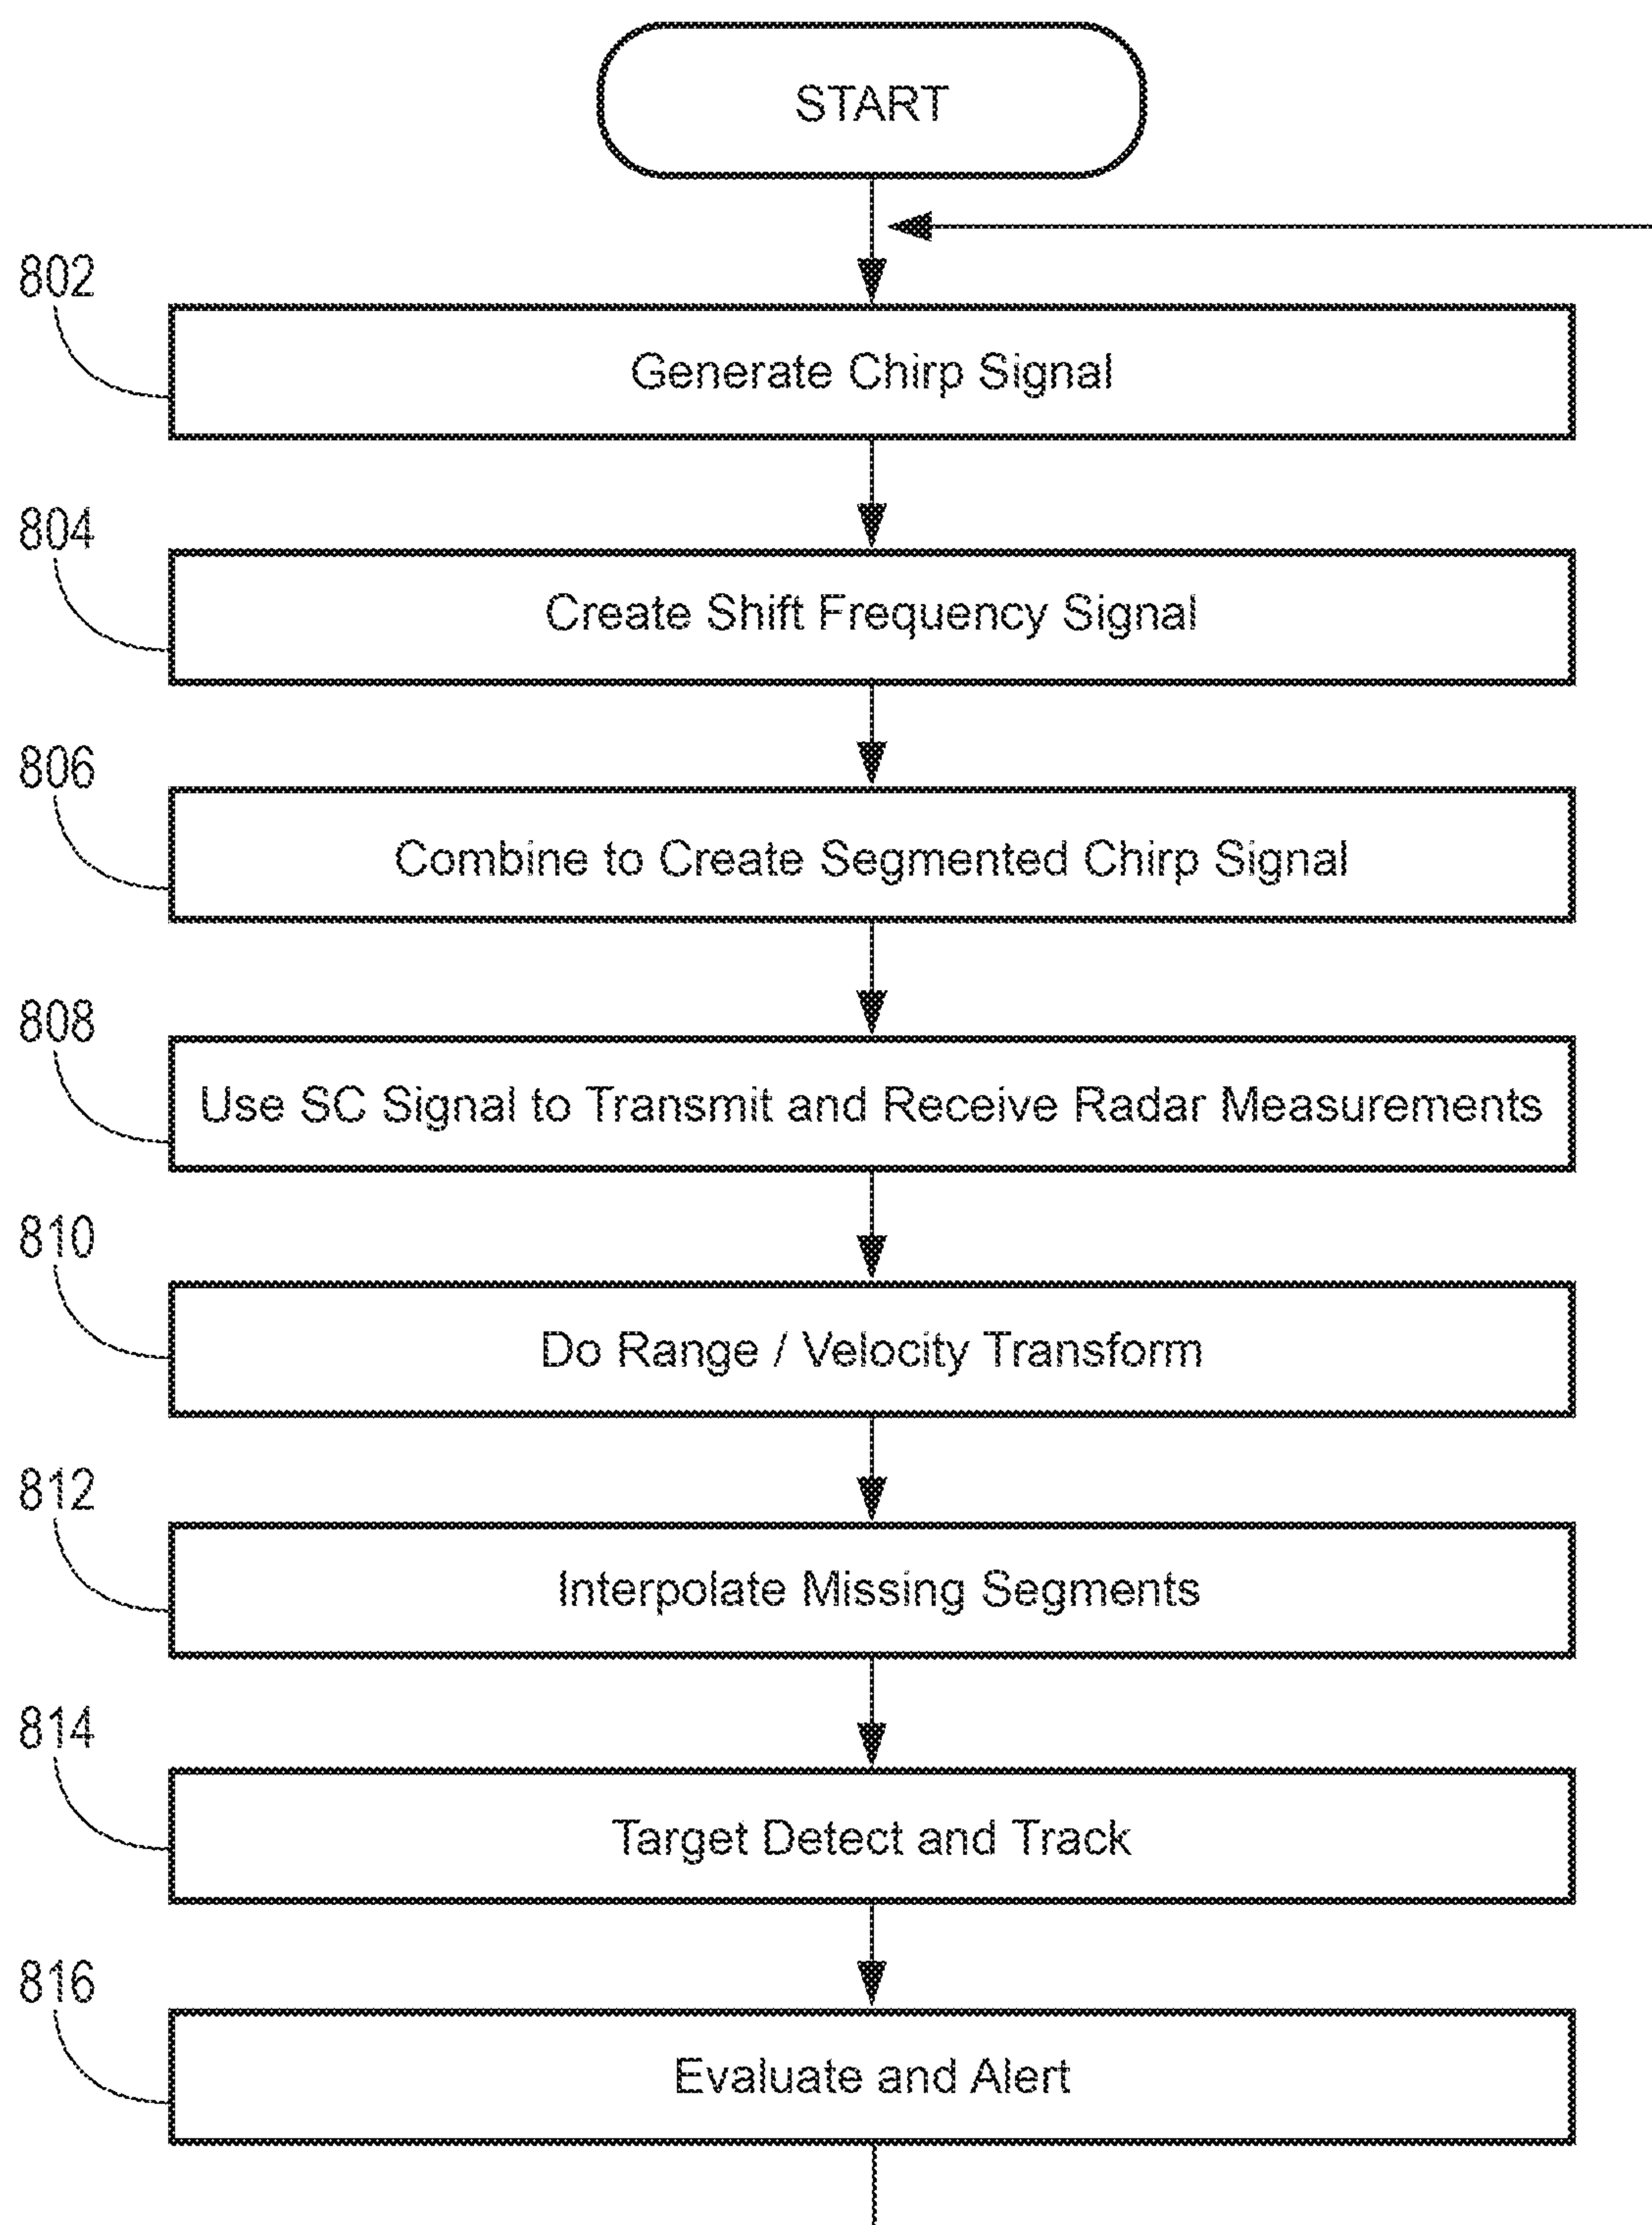 START
802
Generate Chirp Signal
804
Create Shift Frequency Signal
806
Combine to Create Segmented Chirp Signal
808
Use SC Signal to Transmit and Receive Radar Measurements
810
Do Range / Velocity Transform
812
Interpolate Missing Segments
814
Target Detect and Track
816
Evaluate and Alert